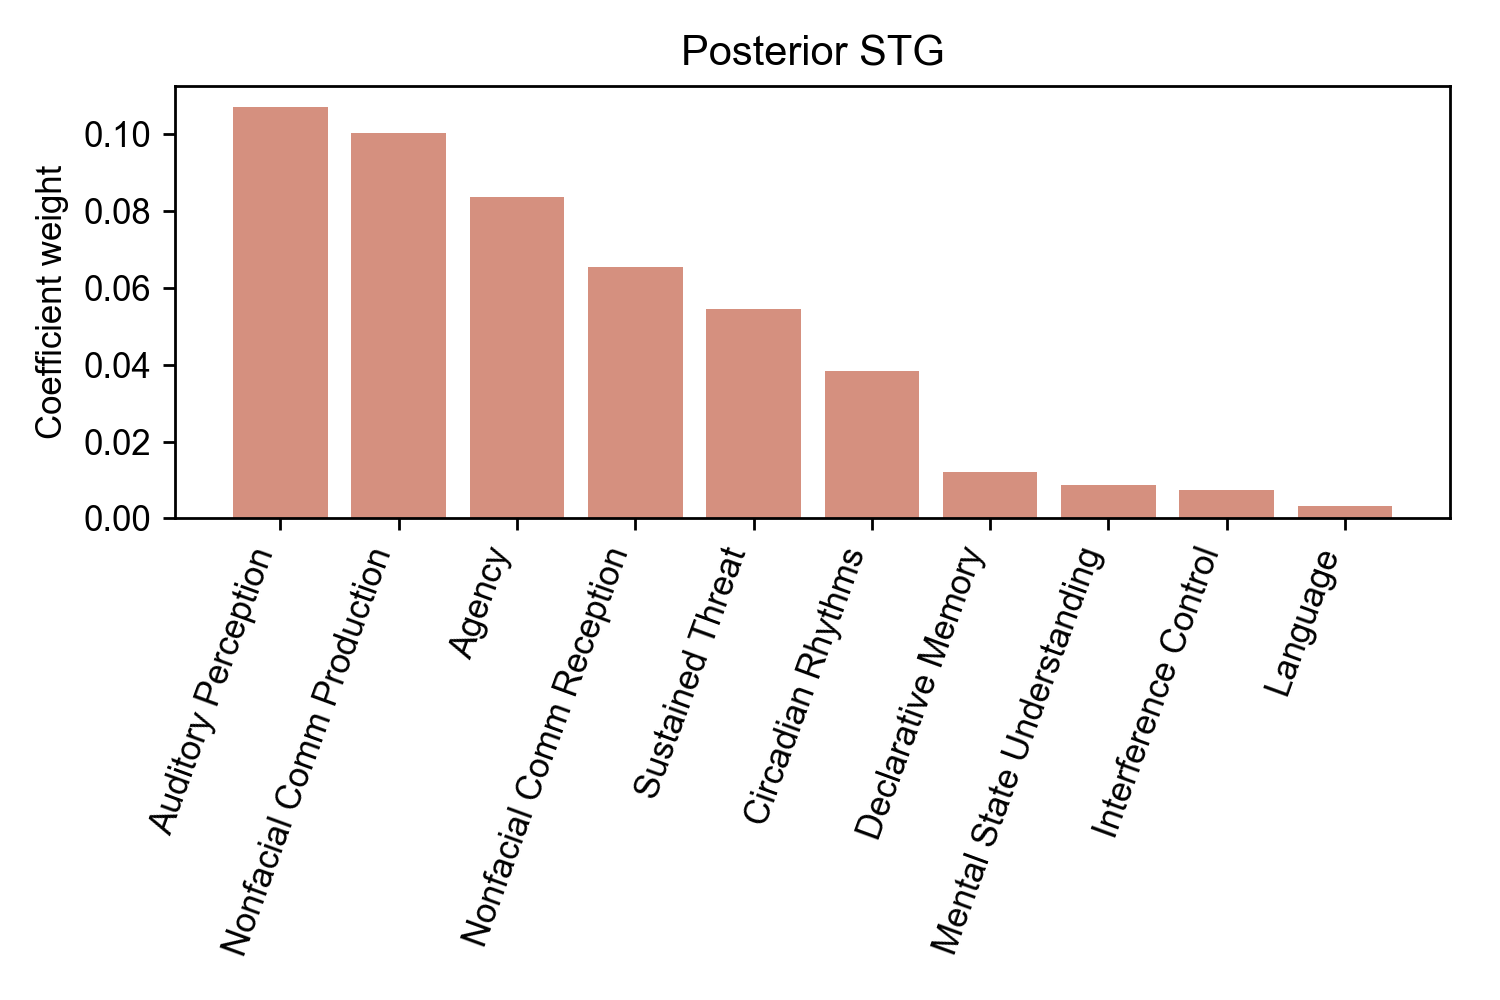 Posterior STG
Coefficient weight
0.10
0.08
0.06
0.04
0.02
0.00
Auditory Perception
Nonfacial Comm Production
Agency
Nonfacial Comm Reception
Sustained Threat
Circadian Rhythms
Declarative Memory
Mental State Understanding
Interference Control
Language